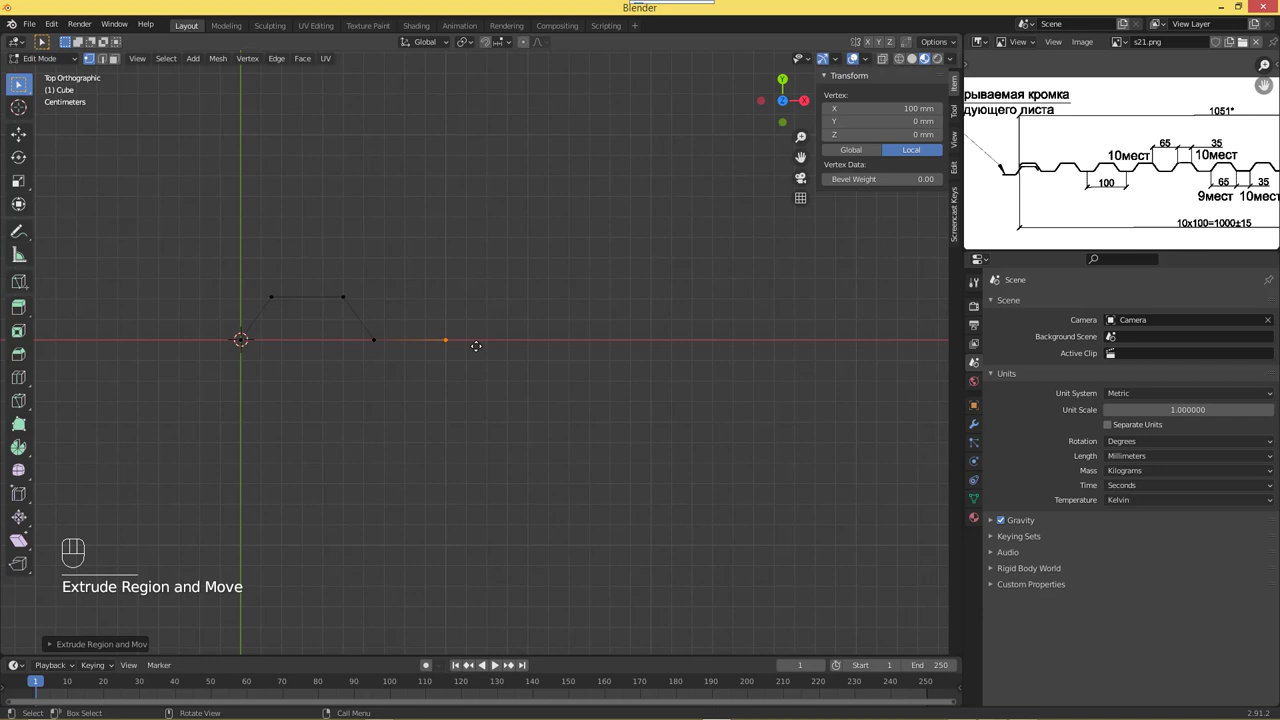 Blender
File Edit Render Window Help
Layout Modeling Sculpting UV Editing Texture Paint Shading Animation Rendering Compositing Scripting +
Scene
View Layer
Global
Options
View Image
s21.png
Edit Mode
View Select Add Mesh Vertex Edge Face UV
X Y Z
Top Orthographic
(1) Cube
Centimeters
Y
Z X
Transform
Vertex:
X 100 mm
Y 0 mm
Z 0 mm
Global Local
Vertex Data:
Bevel Weight 0.00
Item
Tool
View
Edit
Screencast Keys
рываемая кромка
дующего листа
1051*
65 35
10мест 10мест
100
65 35
9мест 10мест
10х100=1000±15
Scene
Scene
Camera Camera
Background Scene
Active Clip
Units
Unit System Metric
Unit Scale 1.000000
Separate Units
Rotation Degrees
Length Millimeters
Mass Kilograms
Time Seconds
Temperature Kelvin
Gravity
Keying Sets
Audio
Rigid Body World
Custom Properties
Extrude Region and Move
Extrude Region and Mov
Playback Keying View Marker
1
Start 1
End 250
1 10 20 30 40 50 60 70 80 90 100 110 120 130 140 150 160 170 180 190 200 210 220 230 240 250
Select Box Select Rotate View Call Menu
2.91.2